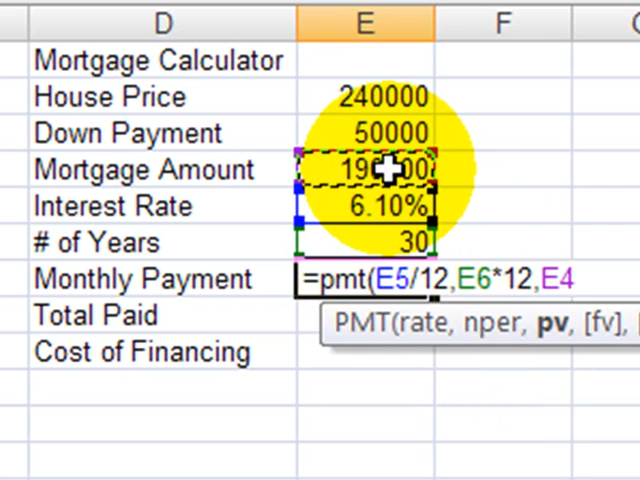 D E F
Mortgage Calculator
House Price 240000
Down Payment 50000
Mortgage Amount
Interest Rate 6.10%
# of Years 30
Monthly Payment =pmt(E5/12,E6*12,E4
Total Paid PMT(rate, nper, pv, [fv],
Cost of Financing